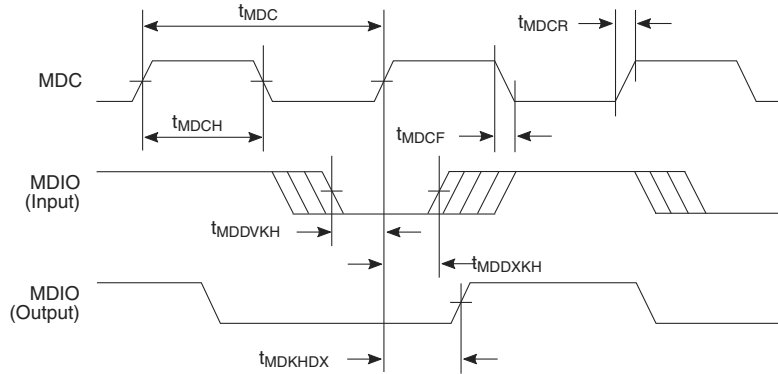 tMDC
tMDCR
MDC
tMDCH
tMDCF
MDIO
(Input)
tMDDVKH
tMDDXKH
MDIO
(Output)
tMDKHDX